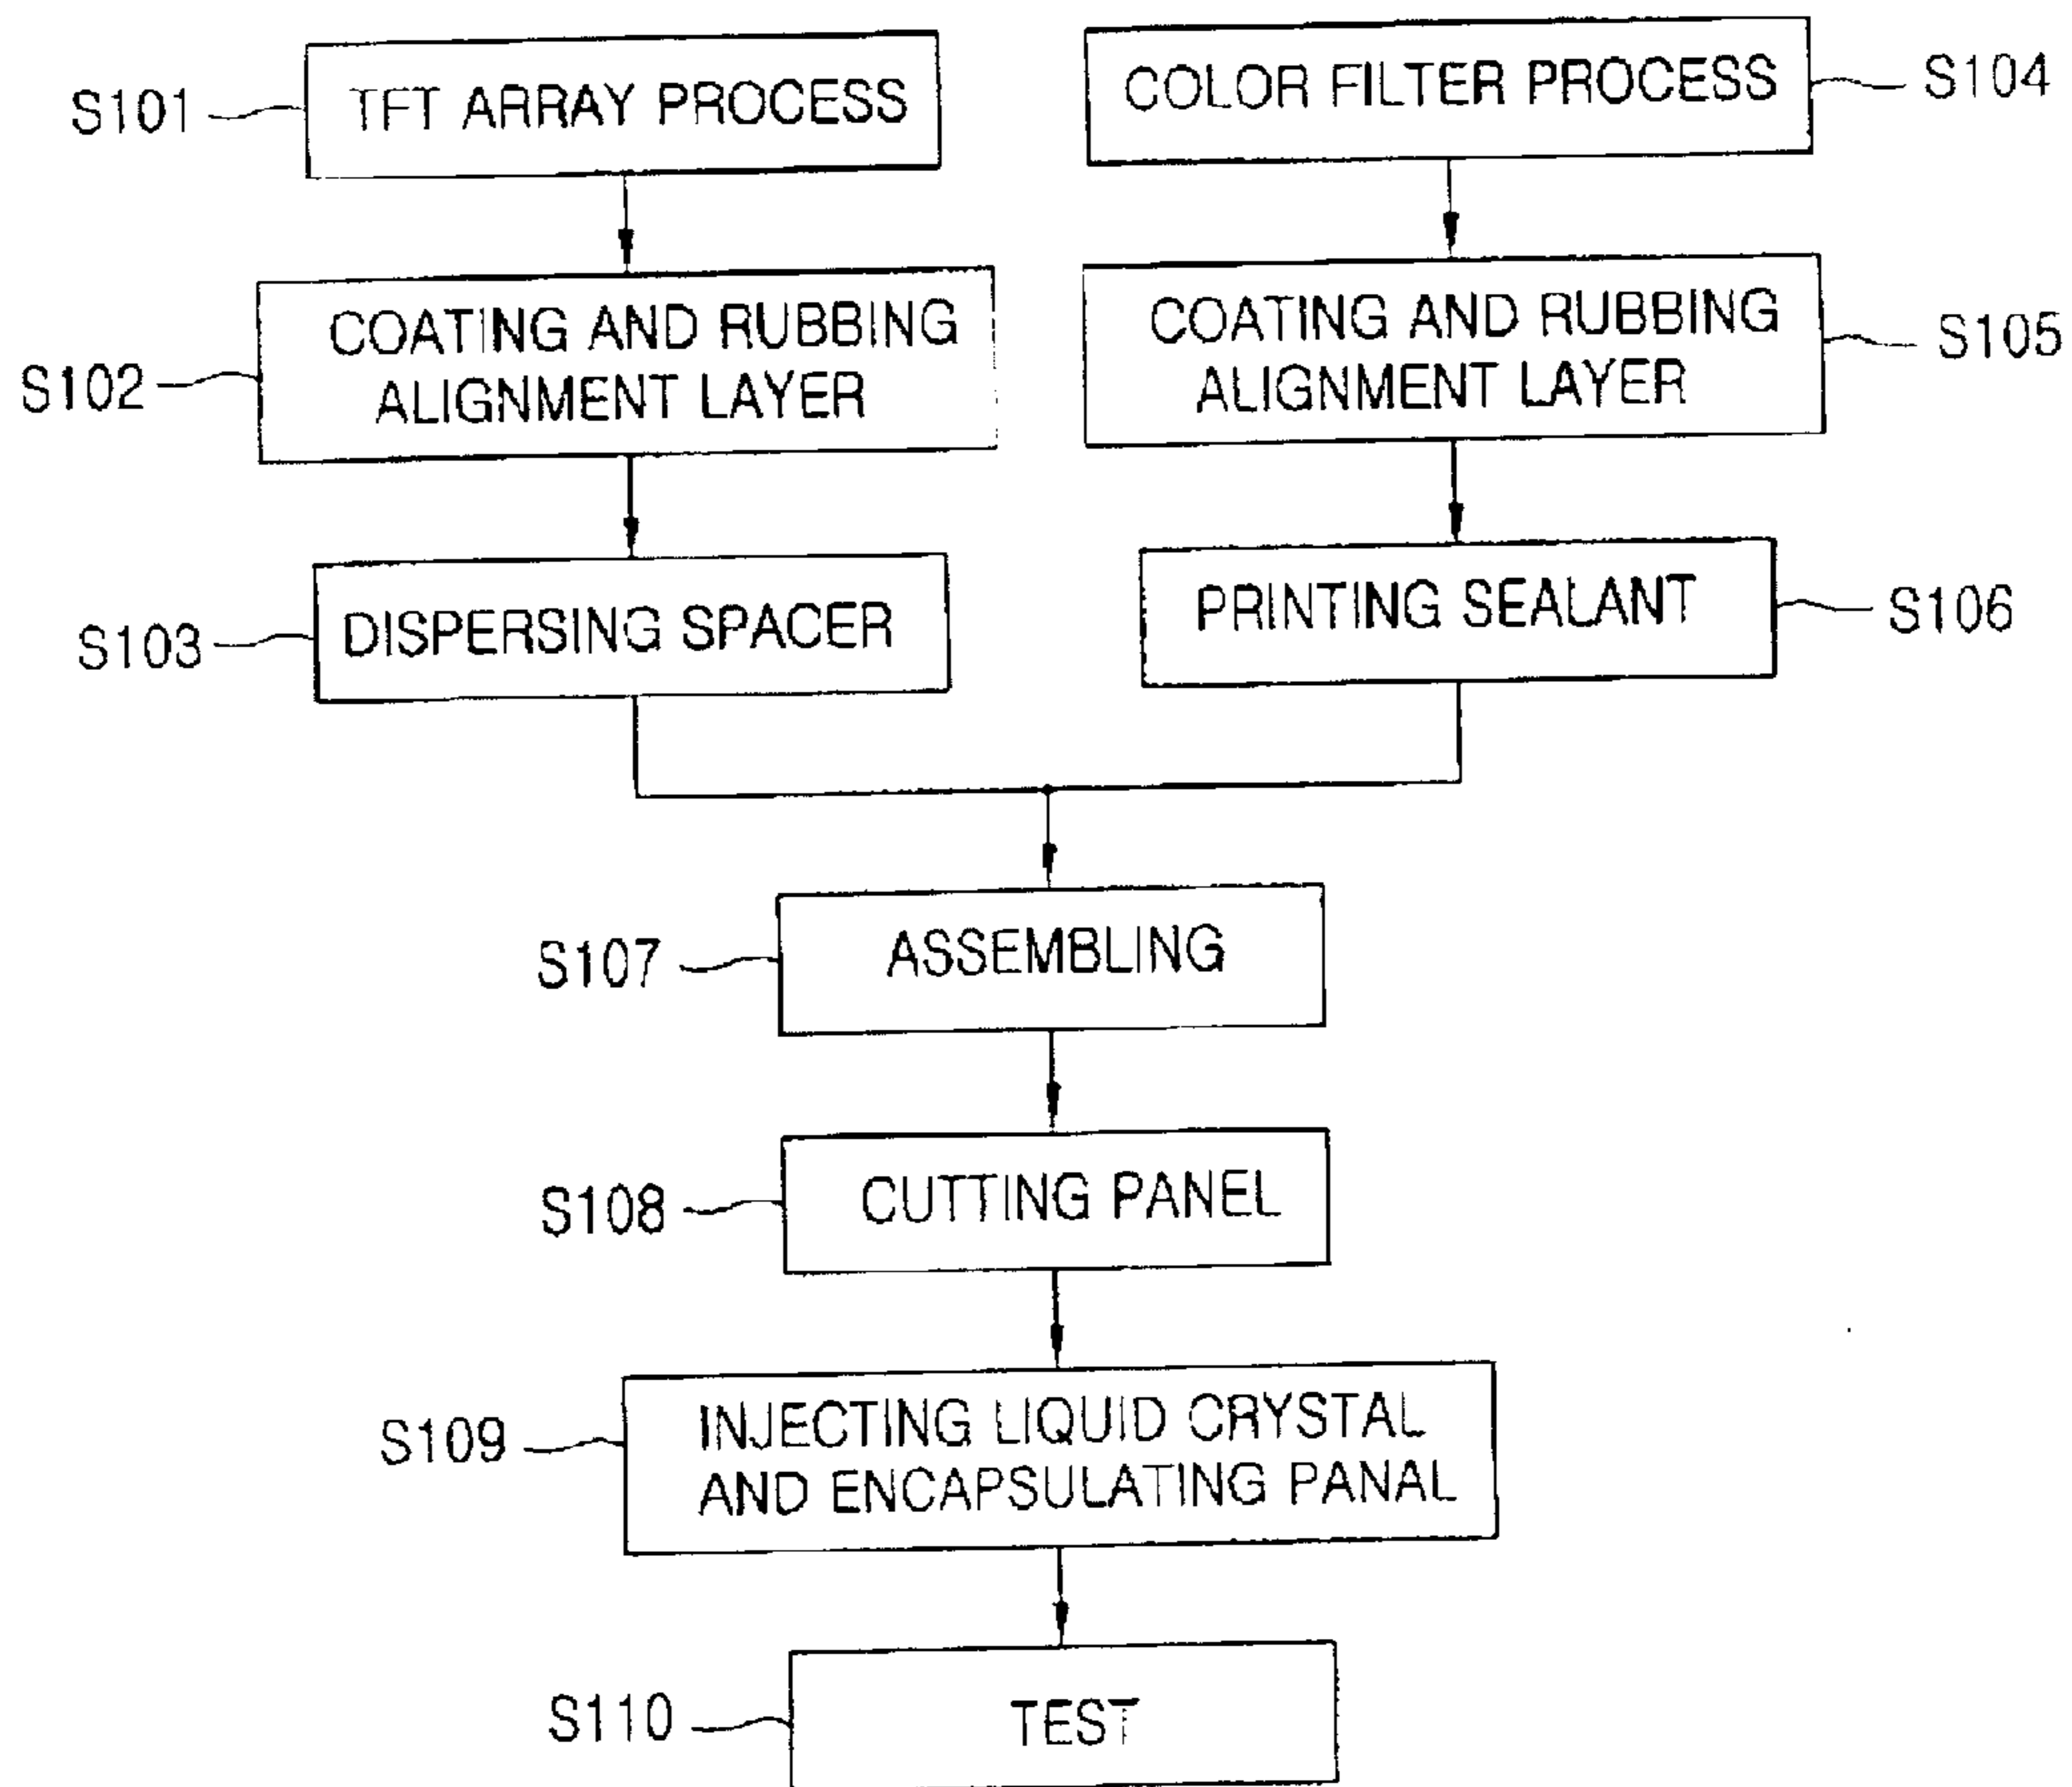 S101
TFT ARRAY PROCESS
COLOR FILTER PROCESS
S104
S102
COATING AND RUBBING
ALIGNMENT LAYER
COATING AND RUBBING
ALIGNMENT LAYER
S105
S103
DISPERSING SPACER
PRINTING SEALANT
S106
S107
ASSEMBLING
S108
CUTTING PANEL
S109
INJECTING LIQUID CRYSTAL
AND ENCAPSULATING PANAL
S110
TEST